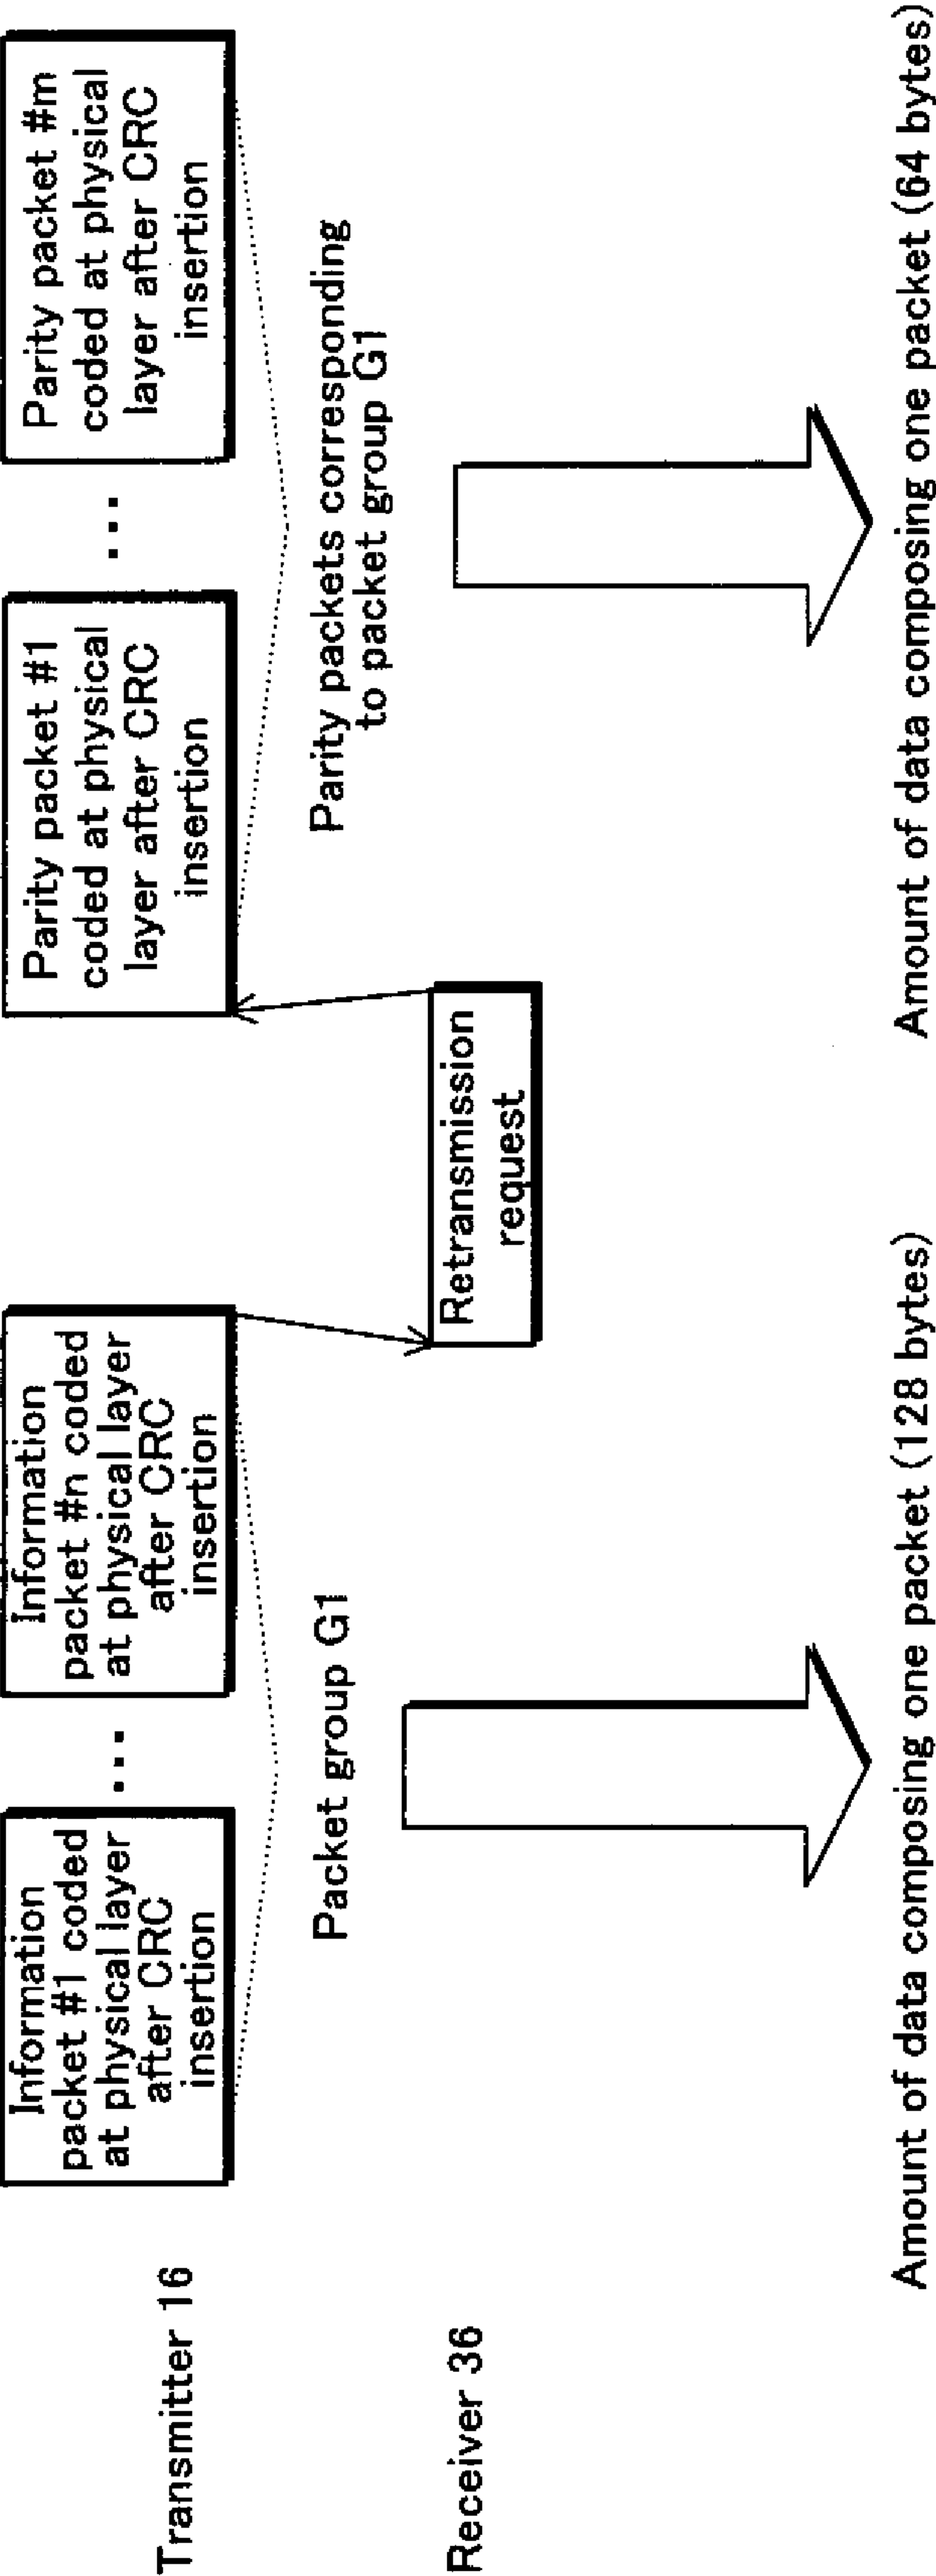 Transmitter 16
Information
packet #1 coded
at physical layer
after CRC
insertion
...
Information
packet #n coded
at physical layer
after CRC
insertion
Parity packet #1
coded at physical
layer after CRC
insertion
...
Parity packet #m
coded at physical
layer after CRC
insertion
Packet group G1
Parity packets corresponding
to packet group G1
Receiver 36
Retransmission
request
Amount of data composing one packet (128 bytes)
Amount of data composing one packet (64 bytes)